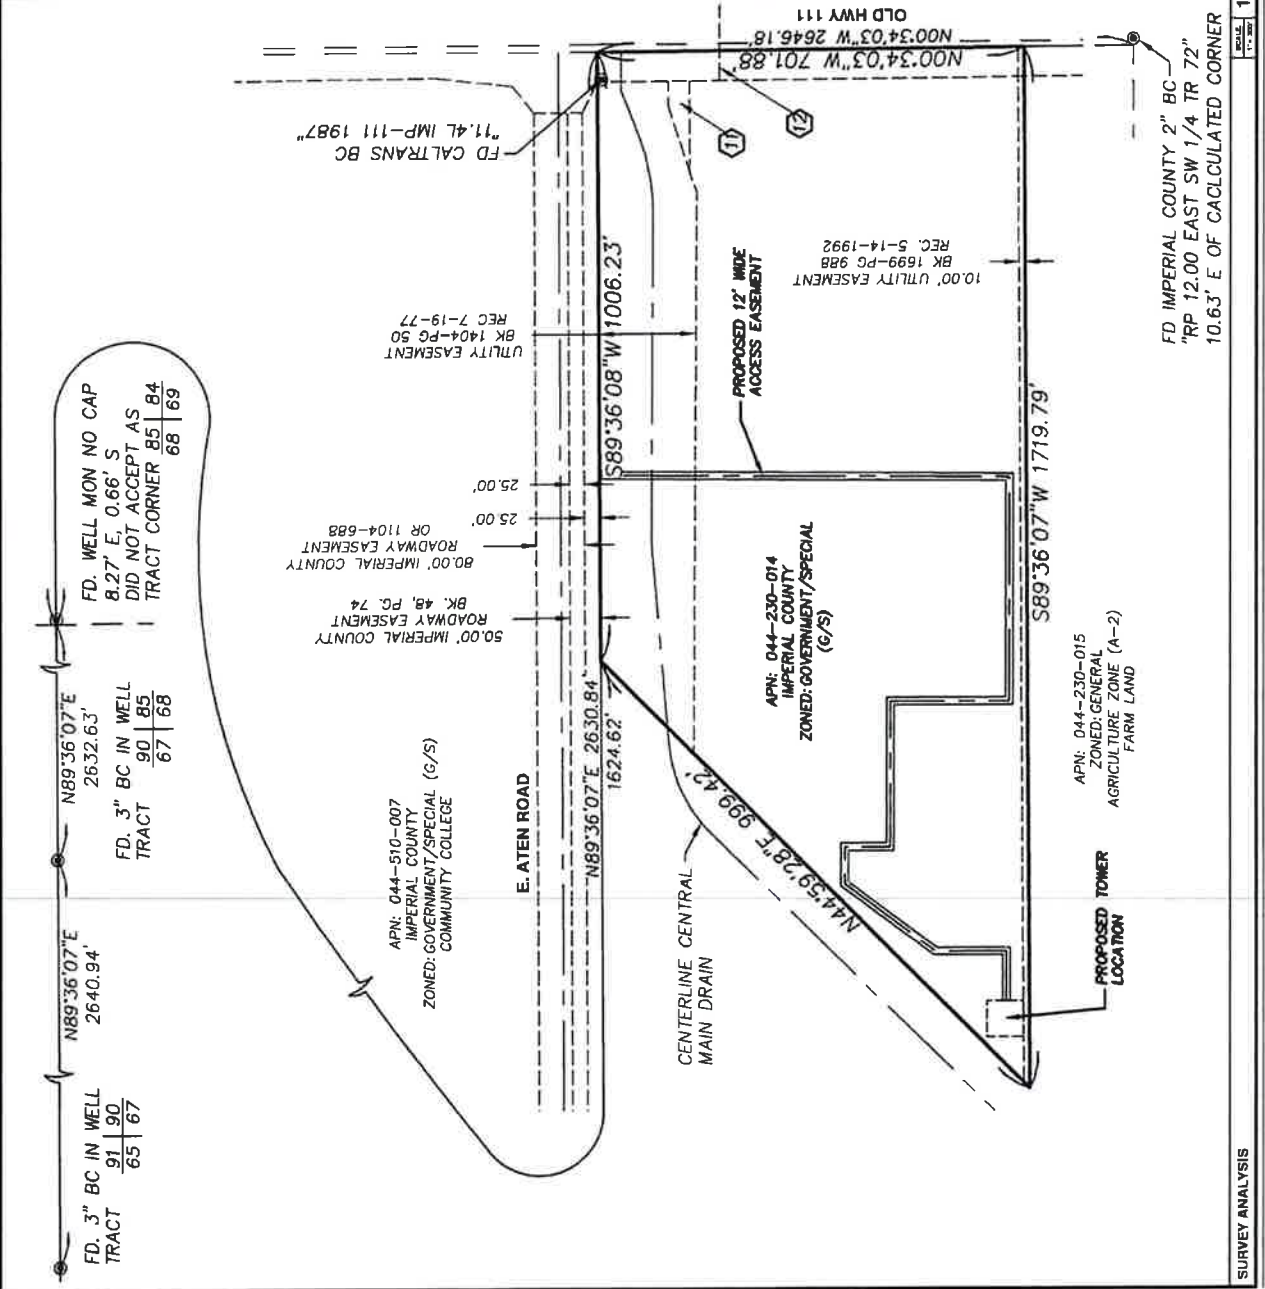 FD. 3" BC IN WELL
TRACT 91 | 90
65 | 67
N89°36'07"E
2640.94'
FD. 3" BC IN WELL
TRACT 90 | 85
67 | 68
N89°36'07"E
2632.63'
FD. WELL MON NO CAP
8.27' E, 0.66' S
DID NOT ACCEPT AS
TRACT CORNER 85 | 84
68 | 69
FD CALTRANS BC
"11.4L IMP-111 1987"
UTILITY EASEMENT
BK 1404-PG 50
REC 7-19-77
25.00'
25.00'
80.00' IMPERIAL COUNTY
ROADWAY EASEMENT
OR 1104-688
50.00' IMPERIAL COUNTY
ROADWAY EASEMENT
BK. 48, PG. 74
APN: 044-510-007
IMPERIAL COUNTY
ZONED: GOVERNMENT/SPECIAL (G/S)
COMMUNITY COLLEGE
E. ATEN ROAD
N89°36'07"E 2630.84'
1624.62'
S89°36'08"W 1006.23'
OLD HWY 111
N00°34'03"W 2646.18'
N00°34'03"W 701.88'
11
12
PROPOSED 12' WIDE
ACCESS EASEMENT
10.00' UTILITY EASEMENT
BK 1699-PG 988
REC. 5-14-1992
APN: 044-230-014
IMPERIAL COUNTY
ZONED: GOVERNMENT/SPECIAL
(G/S)
N44°59'28"E 999.42'
CENTERLINE CENTRAL
MAIN DRAIN
S89°36'07"W 1719.79'
APN: 044-230-015
ZONED: GENERAL
AGRICULTURE ZONE (A-2)
FARM LAND
PROPOSED TOWER
LOCATION
FD IMPERIAL COUNTY 2" BC
"RP 12.00 EAST SW 1/4 TR 72"
10.63' E OF CACLCULATED CORNER
SURVEY ANALYSIS
SCALE
1